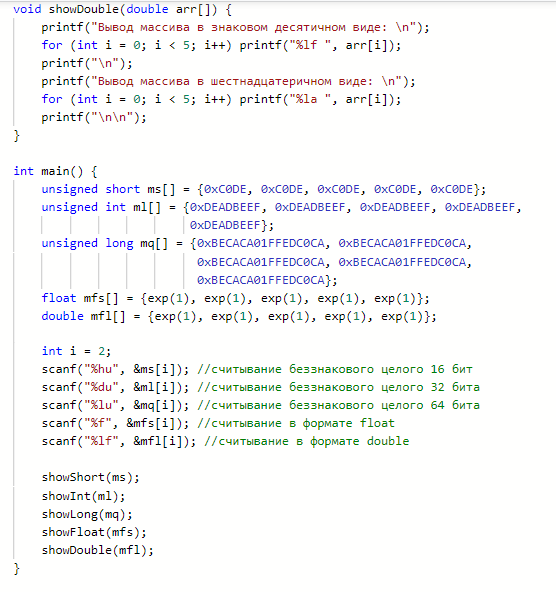 void showDouble(double arr[]) {
printf("Вывод массива в знаковом десятичном виде: \n");
for (int i = 0; i < 5; i++) printf("%lf ", arr[i]);
printf("\n");
printf("Вывод массива в шестнадцатеричном виде: \n");
for (int i = 0; i < 5; i++) printf("%la ", arr[i]);
printf("\n\n");
}
int main() {
unsigned short ms[] = {0xC0DE, 0xC0DE, 0xC0DE, 0xC0DE, 0xC0DE};
unsigned int ml[] = {0xDEADBEEF, 0xDEADBEEF, 0xDEADBEEF, 0xDEADBEEF,
0xDEADBEEF};
unsigned long mq[] = {0xBECACA01FFEDC0CA, 0xBECACA01FFEDC0CA,
0xBECACA01FFEDC0CA, 0xBECACA01FFEDC0CA,
0xBECACA01FFEDC0CA};
float mfs[] = {exp(1), exp(1), exp(1), exp(1), exp(1)};
double mfl[] = {exp(1), exp(1), exp(1), exp(1), exp(1)};
int i = 2;
scanf("%hu", &ms[i]); //считывание беззнакового целого 16 бит
scanf("%du", &ml[i]); //считывание беззнакового целого 32 бита
scanf("%lu", &mq[i]); //считывание беззнакового целого 64 бита
scanf("%f", &mfs[i]); //считывание в формате float
scanf("%lf", &mfl[i]); //считывание в формате double
showShort(ms);
showInt(ml);
showLong(mq);
showFloat(mfs);
showDouble(mfl);
}